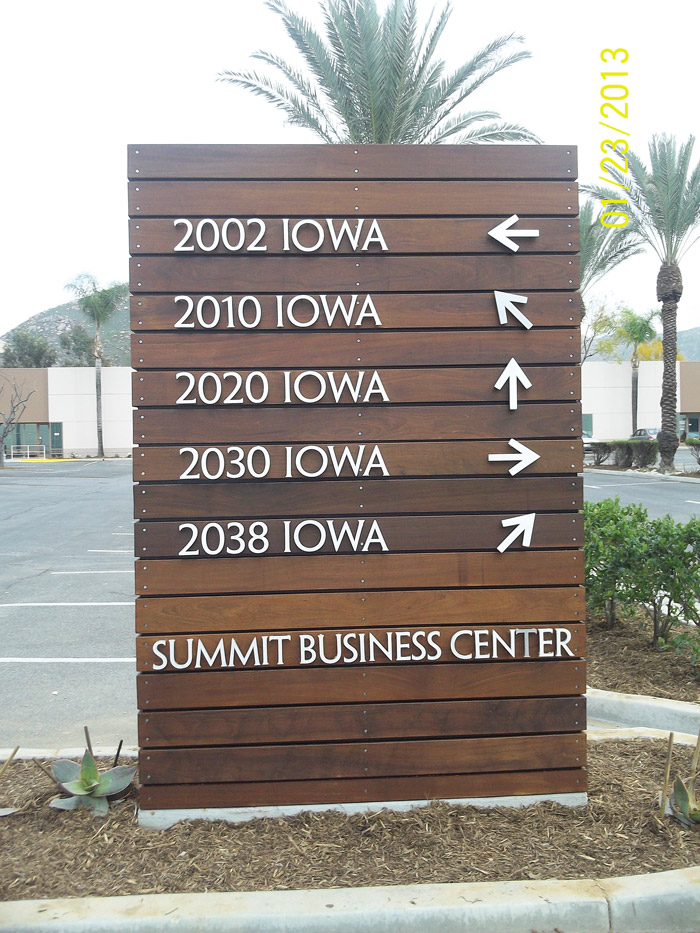 01/23/2013
2002 IOWA ←
2010 IOWA ↖
2020 IOWA ↑
2030 IOWA →
2038 IOWA ↗
SUMMIT BUSINESS CENTER